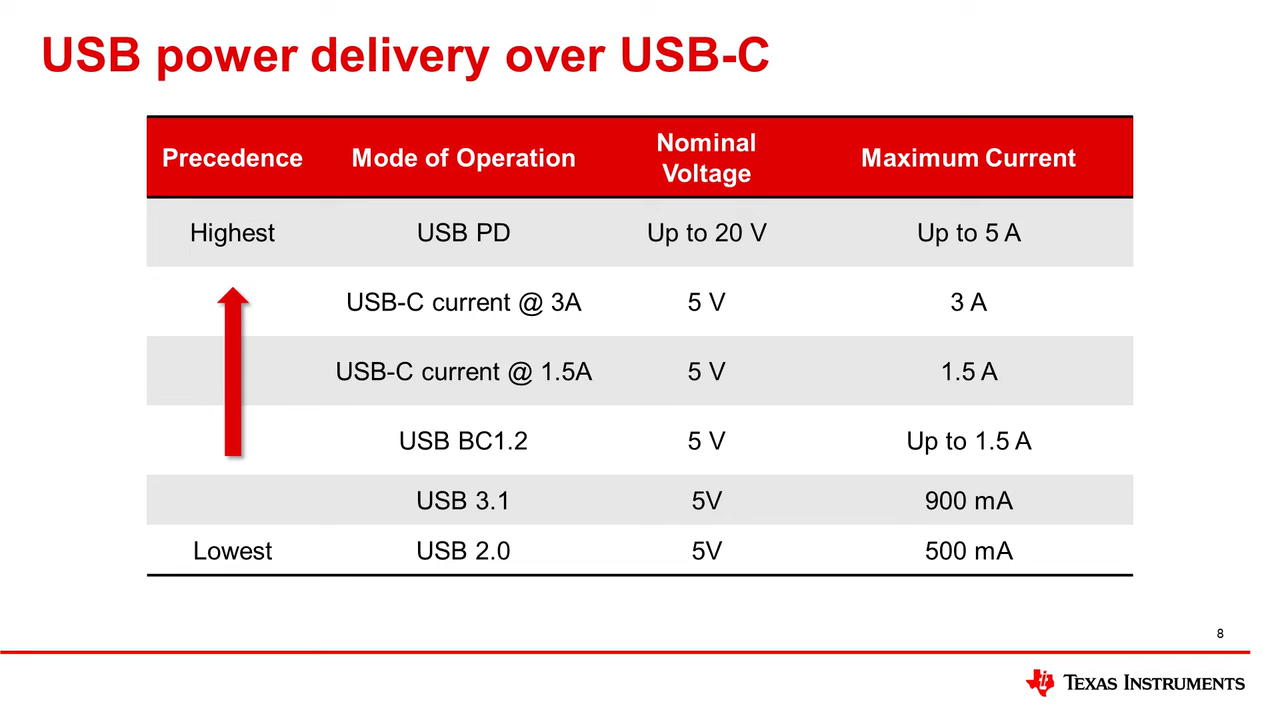 USB power delivery over USB-C
Precedence Mode of Operation Nominal Voltage Maximum Current
Highest USB PD Up to 20 V Up to 5 A
USB-C current @ 3A 5 V 3 A
USB-C current @ 1.5A 5 V 1.5 A
USB BC1.2 5 V Up to 1.5 A
USB 3.1 5V 900 mA
Lowest USB 2.0 5V 500 mA
8
TEXAS INSTRUMENTS